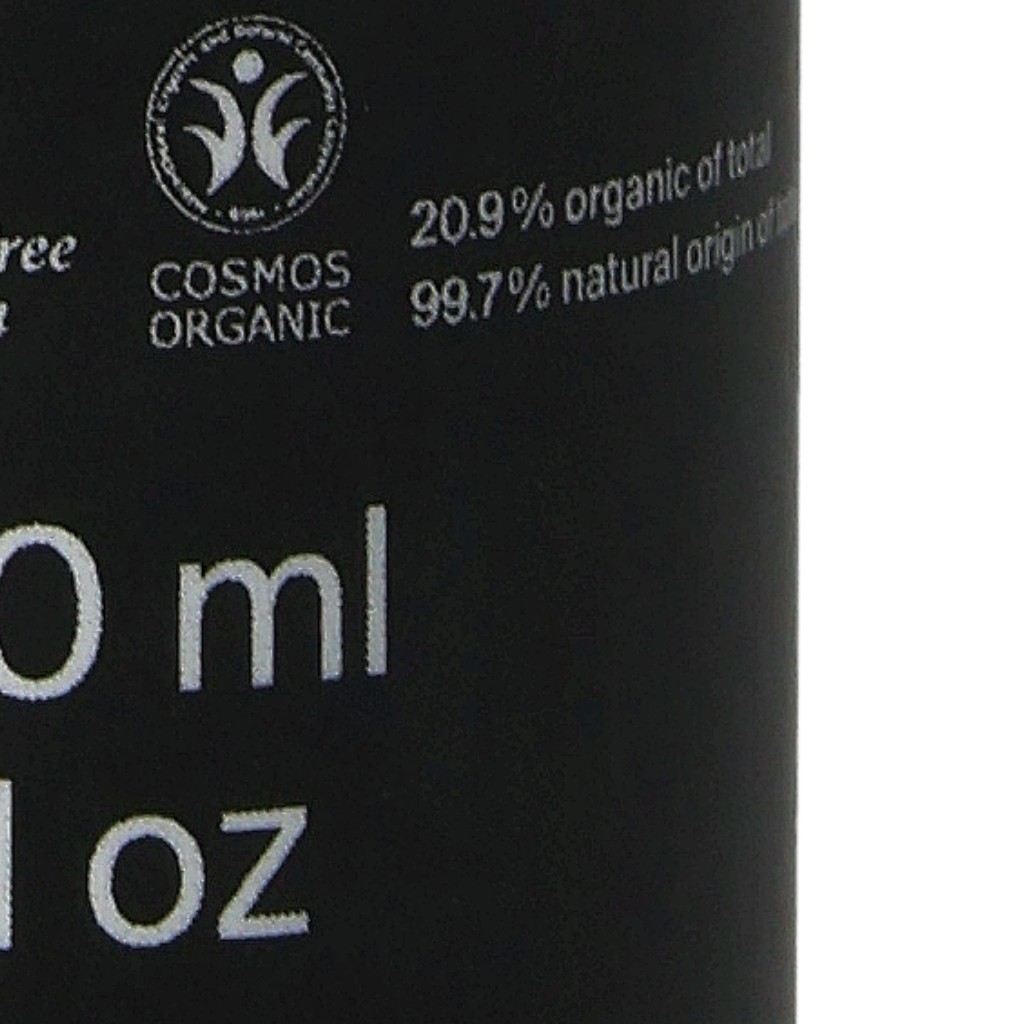 ree
COSMOS
ORGANIC
20.9% organic of total
99.7% natural origin of
0 ml
oz